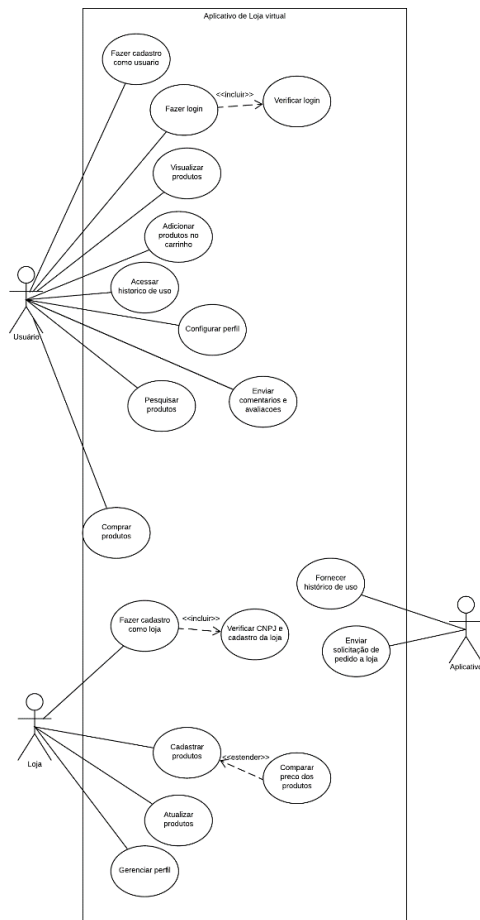 Aplicativo de Loja virtual
Fazer cadastro
como usuario
Fazer login
<<incluir>>
Verificar login
Visualizar
produtos
Adicionar
produtos no
carrinho
Acessar
historico de uso
Usuário
Configurar perfil
Pesquisar
produtos
Enviar
comentarios e
avaliacoes
Comprar
produtos
Fornecer
histórico de uso
Fazer cadastro
como loja
<<incluir>>
Verificar CNPJ e
cadastro da loja
Enviar
solicitação de
pedido a loja
Aplicativo
Loja
Cadastrar
produtos
<<estender>>
Comparar
preco dos
produtos
Atualizar
produtos
Gerenciar perfil